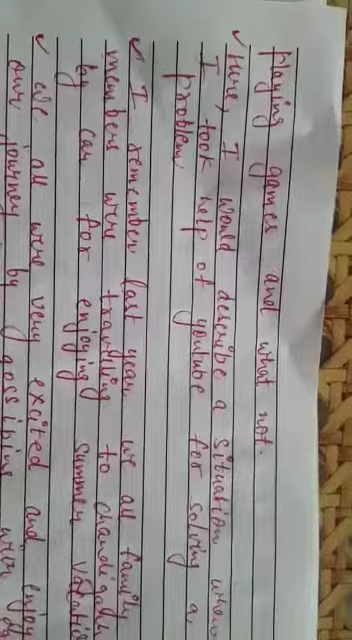 playing games and what not.
✓ Here, I would describe a situation when
I took help of youtube for solving a
problem.
✓ I remember last year we all family
members were travelling to chandigarh
by car for enjoying summer vacatio
✓ we all were very excited and enjoy
our journey by gossiping with